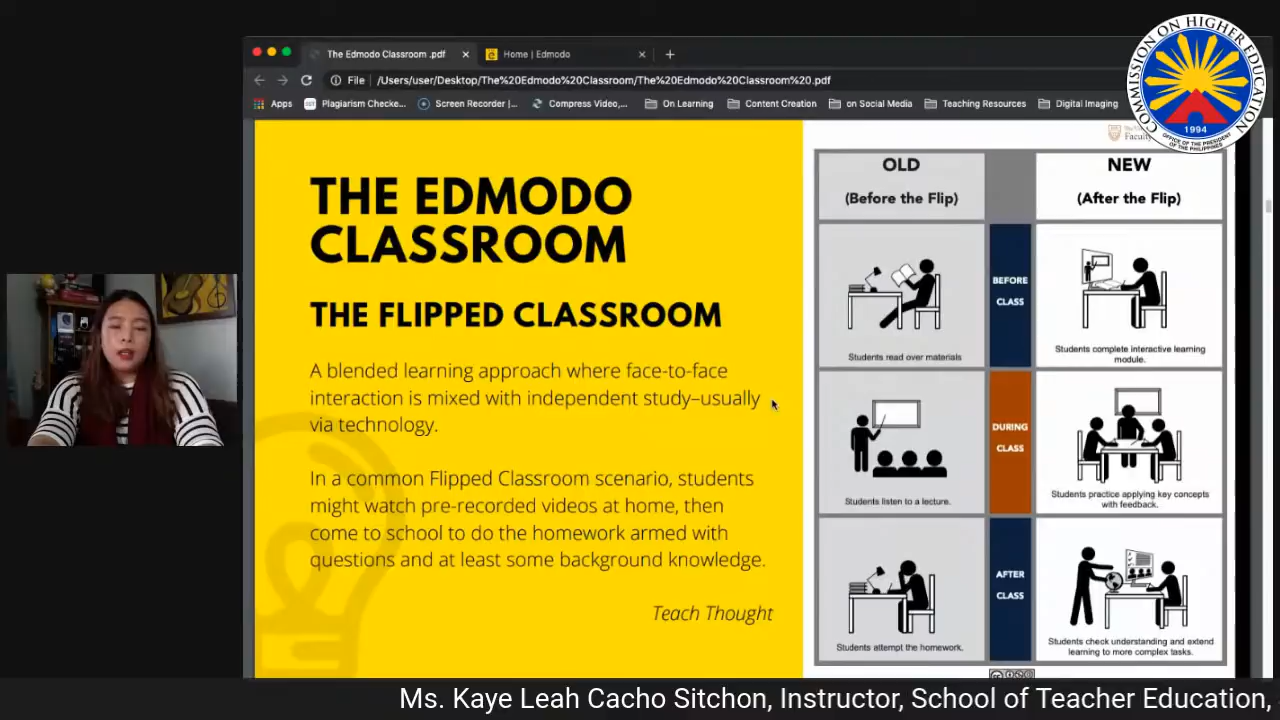 The Edmodo Classroom .pdf
Home | Edmodo
File
/Users/user/Desktop/The%20Edmodo%20Classroom/The%20Edmodo%20Classroom%20.pdf
Apps
Plagiarism Checke...
Screen Recorder |...
Compress Video,...
On Learning
Content Creation
on Social Media
Teaching Resources
Digital Imaging
COMMISSION ON HIGHER EDUCATION
1994
OFFICE OF THE PRESIDENT
OF THE PHILIPPINES
THE EDMODO
CLASSROOM
THE FLIPPED CLASSROOM
A blended learning approach where face-to-face
interaction is mixed with independent study–usually
via technology.
In a common Flipped Classroom scenario, students
might watch pre-recorded videos at home, then
come to school to do the homework armed with
questions and at least some background knowledge.
Teach Thought
OLD
(Before the Flip)
NEW
(After the Flip)
BEFORE
CLASS
Students read over materials
Students complete interactive learning
module.
DURING
CLASS
Students listen to a lecture.
Students practice applying key concepts
with feedback.
AFTER
CLASS
Students attempt the homework.
Students check understanding and extend
learning to more complex tasks.
Ms. Kaye Leah Cacho Sitchon, Instructor, School of Teacher Education,